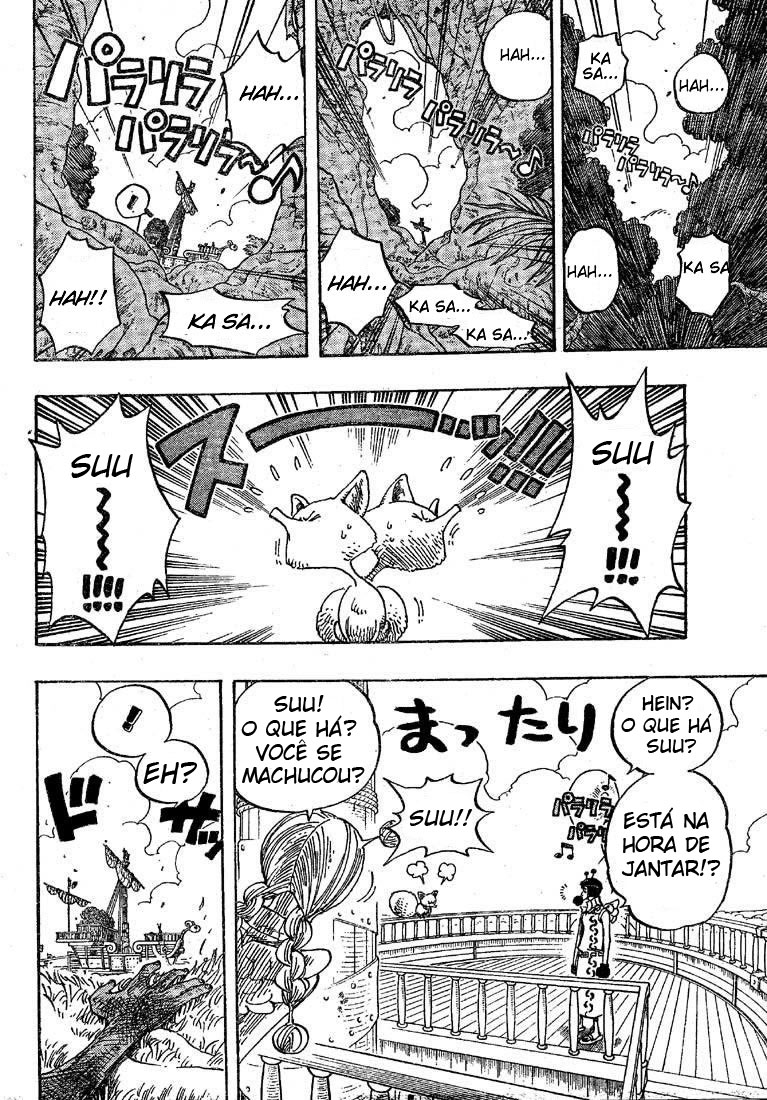 HAH...
KA
SA...
パラリラ
パラリラ〜♪
KA SA...
HAH...
HAH...
パラリラ
パラリラ〜♪
HAH...
KA SA...
KA SA...
HAH...
パラリラ
パラリラ〜♪
!
HAH!!
KA SA...
SUU
〜
!!!
スー…ッ!!!!
SUU
〜
!!!!
HEIN?
O QUE HÁ
SUU?
ESTÁ NA
HORA DE
JANTAR!?
まったり
パラリラ
パラリ
♫
SUU!!
SUU!
O QUE HÁ?
VOCÊ SE
MACHUCOU?
!
EH?
ドサッ